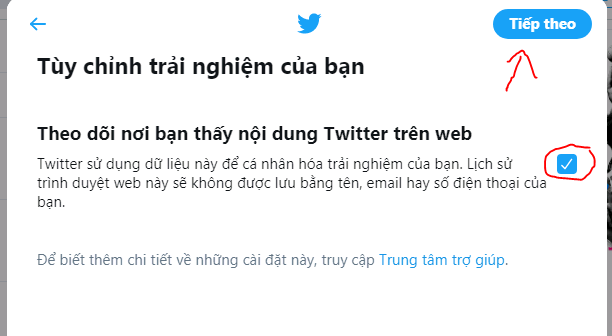 Tiếp theo
Tùy chỉnh trải nghiệm của bạn
Theo dõi nơi bạn thấy nội dung Twitter trên web
Twitter sử dụng dữ liệu này để cá nhân hóa trải nghiệm của bạn. Lịch sử
trình duyệt web này sẽ không được lưu bằng tên, email hay số điện thoại của
bạn.
Để biết thêm chi tiết về những cài đặt này, truy cập Trung tâm trợ giúp.